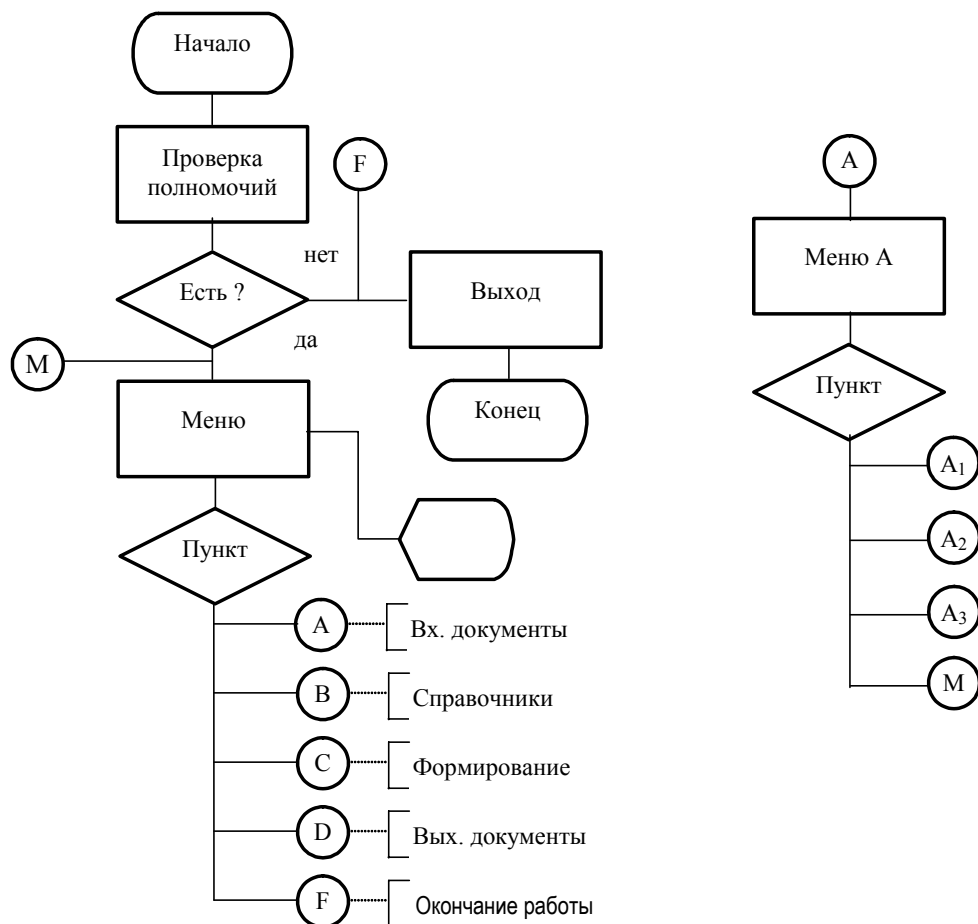 Начало
Проверка
полномочий
F
нет
Есть ?
Выход
да
M
Меню
Конец
Пункт
A
Вх. документы
B
Справочники
C
Формирование
D
Вых. документы
F
Окончание работы
A
Меню А
Пункт
A₁
A₂
A₃
M